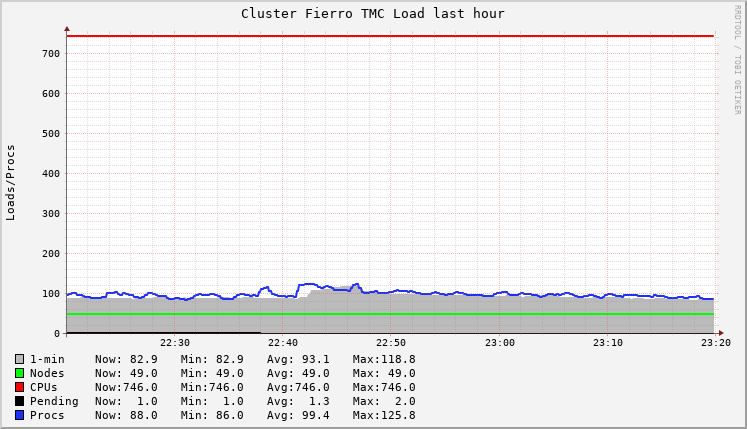 Cluster Fierro TMC Load last hour
RRDTOOL / TOBI OETIKER
Loads/Procs
700
600
500
400
300
200
100
0
22:30 22:40 22:50 23:00 23:10 23:20
1-min Now: 82.9 Min: 82.9 Avg: 93.1 Max:118.8
Nodes Now: 49.0 Min: 49.0 Avg: 49.0 Max: 49.0
CPUs Now:746.0 Min:746.0 Avg:746.0 Max:746.0
Pending Now: 1.0 Min: 1.0 Avg: 1.3 Max: 2.0
Procs Now: 88.0 Min: 86.0 Avg: 99.4 Max:125.8